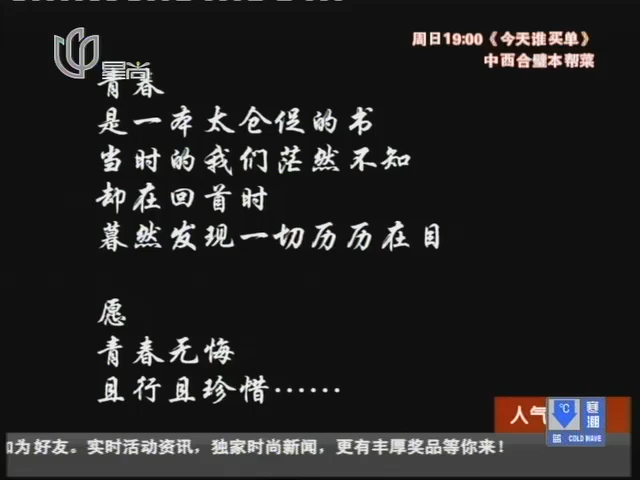 周日19:00《今天谁买单》
中西合璧本帮菜
星尚
青春
是一本太仓促的书
当时的我们茫然不知
却在回首时
暮然发现一切历历在目
愿
青春无悔
且行且珍惜……
人气
℃
寒潮
蓝
COLD WAVE
为好友。实时活动资讯，独家时尚新闻，更有丰厚奖品等你来！